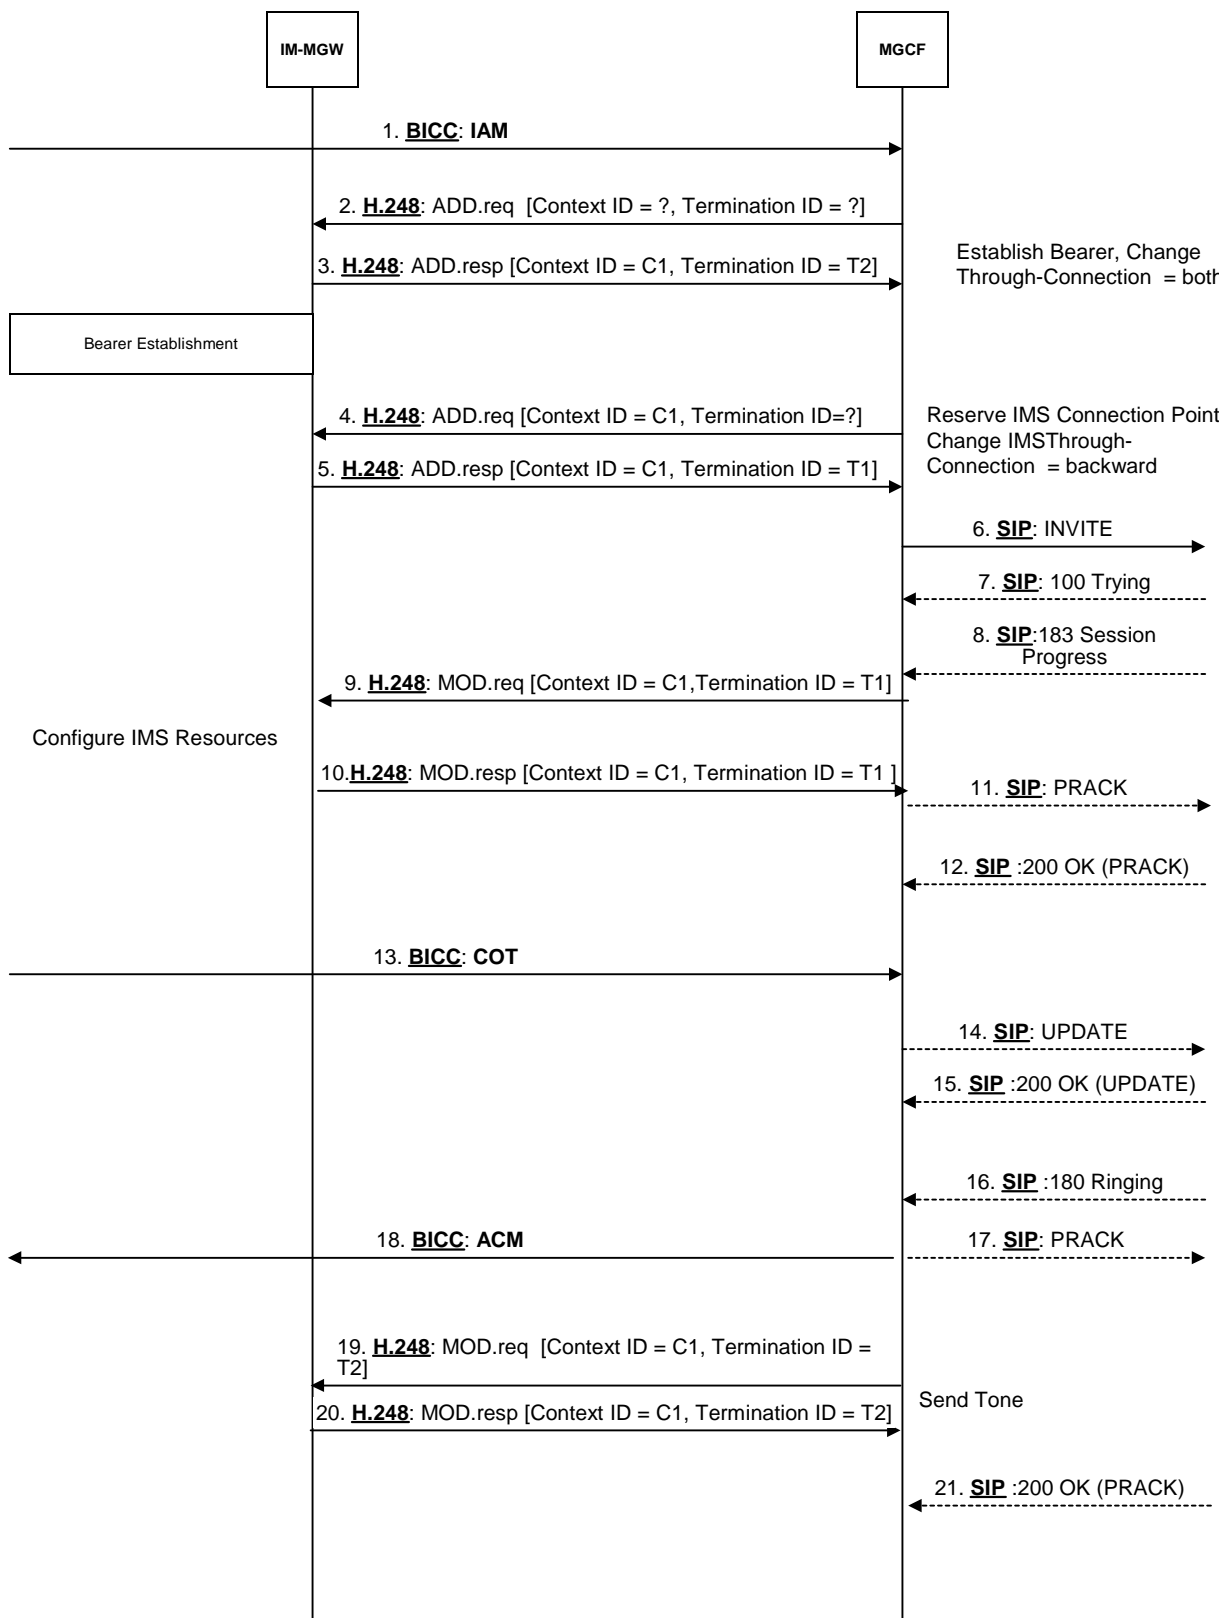 IM-MGW
MGCF
1. BICC: IAM
2. H.248: ADD.req [Context ID = ?, Termination ID = ?]
3. H.248: ADD.resp [Context ID = C1, Termination ID = T2]
Establish Bearer, Change
Through-Connection = both
Bearer Establishment
4. H.248: ADD.req [Context ID = C1, Termination ID=?]
5. H.248: ADD.resp [Context ID = C1, Termination ID = T1]
Reserve IMS Connection Point
Change IMSThrough-
Connection = backward
6. SIP: INVITE
7. SIP: 100 Trying
8. SIP:183 Session
Progress
9. H.248: MOD.req [Context ID = C1,Termination ID = T1]
Configure IMS Resources
10.H.248: MOD.resp [Context ID = C1, Termination ID = T1 ]
11. SIP: PRACK
12. SIP :200 OK (PRACK)
13. BICC: COT
14. SIP: UPDATE
15. SIP :200 OK (UPDATE)
16. SIP :180 Ringing
18. BICC: ACM
17. SIP: PRACK
19. H.248: MOD.req [Context ID = C1, Termination ID =
T2]
20. H.248: MOD.resp [Context ID = C1, Termination ID = T2]
Send Tone
21. SIP :200 OK (PRACK)